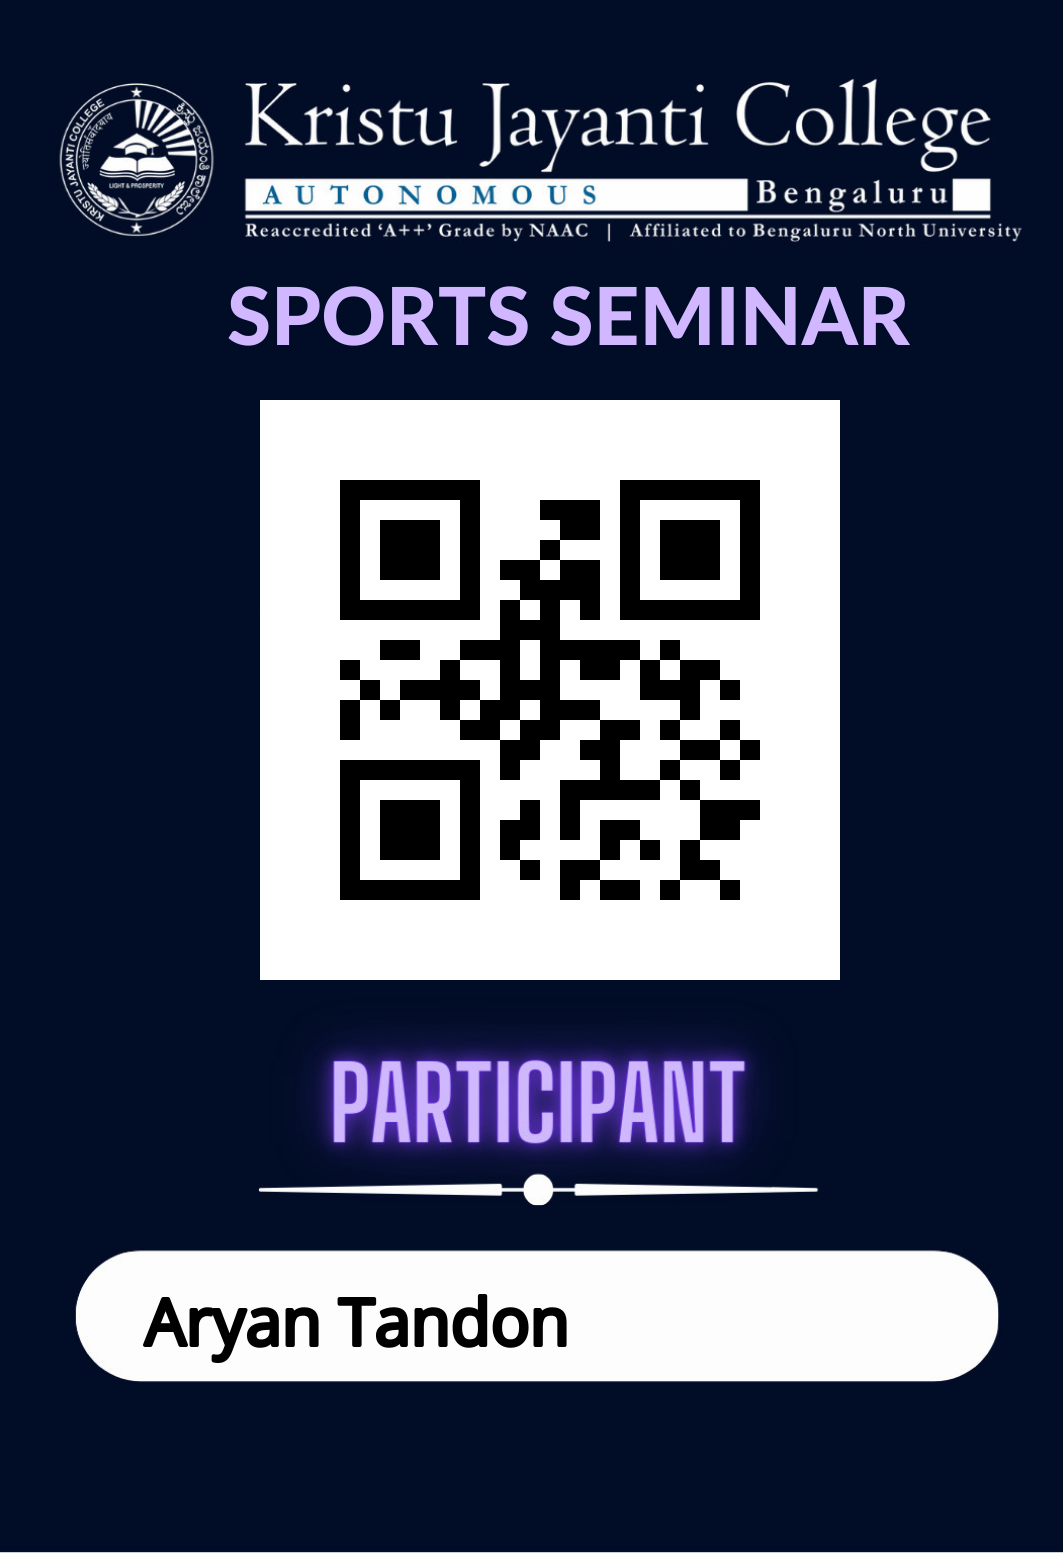 KRISTU JAYANTI COLLEGE
LIGHT & PROSPERITY
Kristu Jayanti College
AUTONOMOUS Bengaluru
Reaccredited ‘A++’ Grade by NAAC | Affiliated to Bengaluru North University
SPORTS SEMINAR
PARTICIPANT
Aryan Tandon